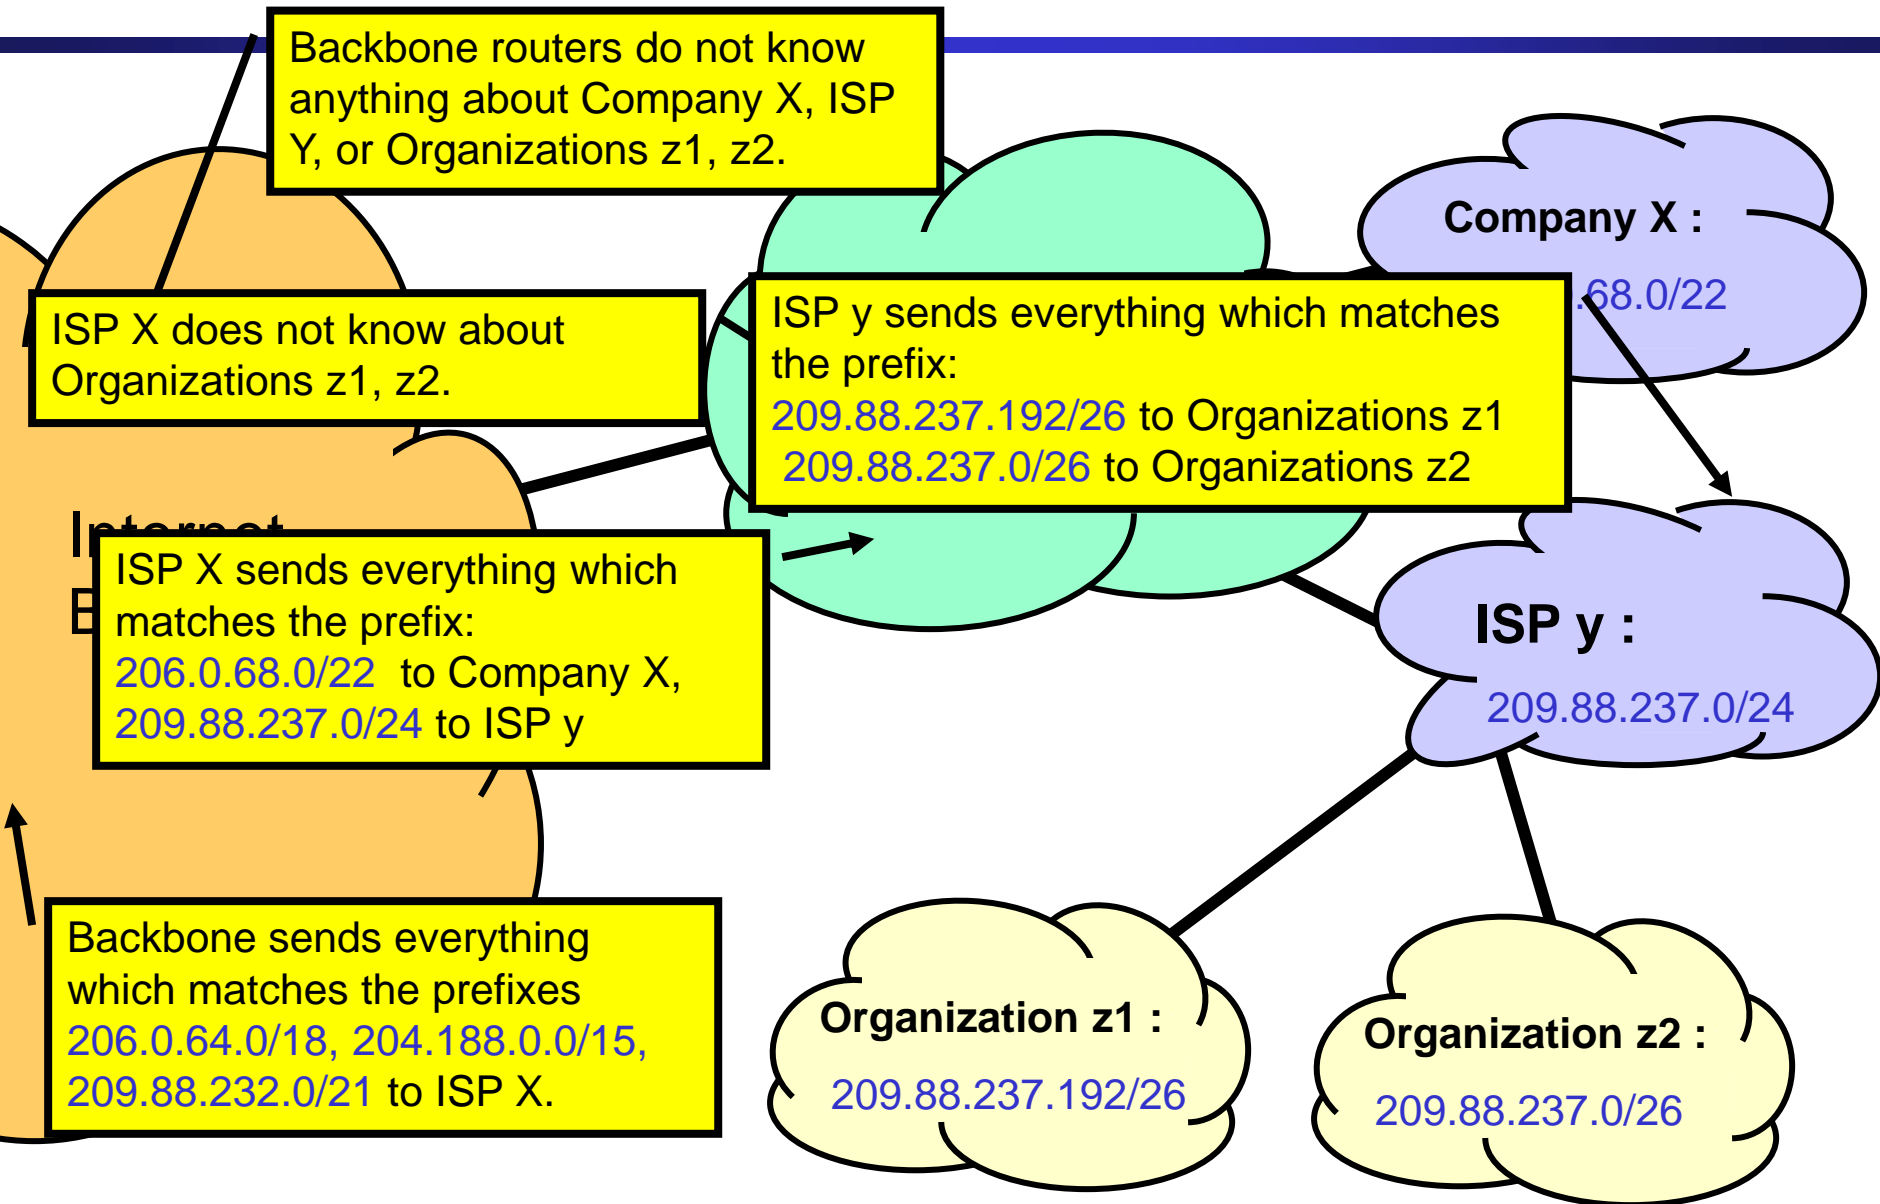 Backbone routers do not know
anything about Company X, ISP
Y, or Organizations z1, z2.
Company X :
.68.0/22
ISP X does not know about
Organizations z1, z2.
ISP y sends everything which matches
the prefix:
209.88.237.192/26 to Organizations z1
209.88.237.0/26 to Organizations z2
Internet
ISP X sends everything which
matches the prefix:
206.0.68.0/22 to Company X,
209.88.237.0/24 to ISP y
ISP y :
209.88.237.0/24
Backbone sends everything
which matches the prefixes
206.0.64.0/18, 204.188.0.0/15,
209.88.232.0/21 to ISP X.
Organization z1 :
209.88.237.192/26
Organization z2 :
209.88.237.0/26